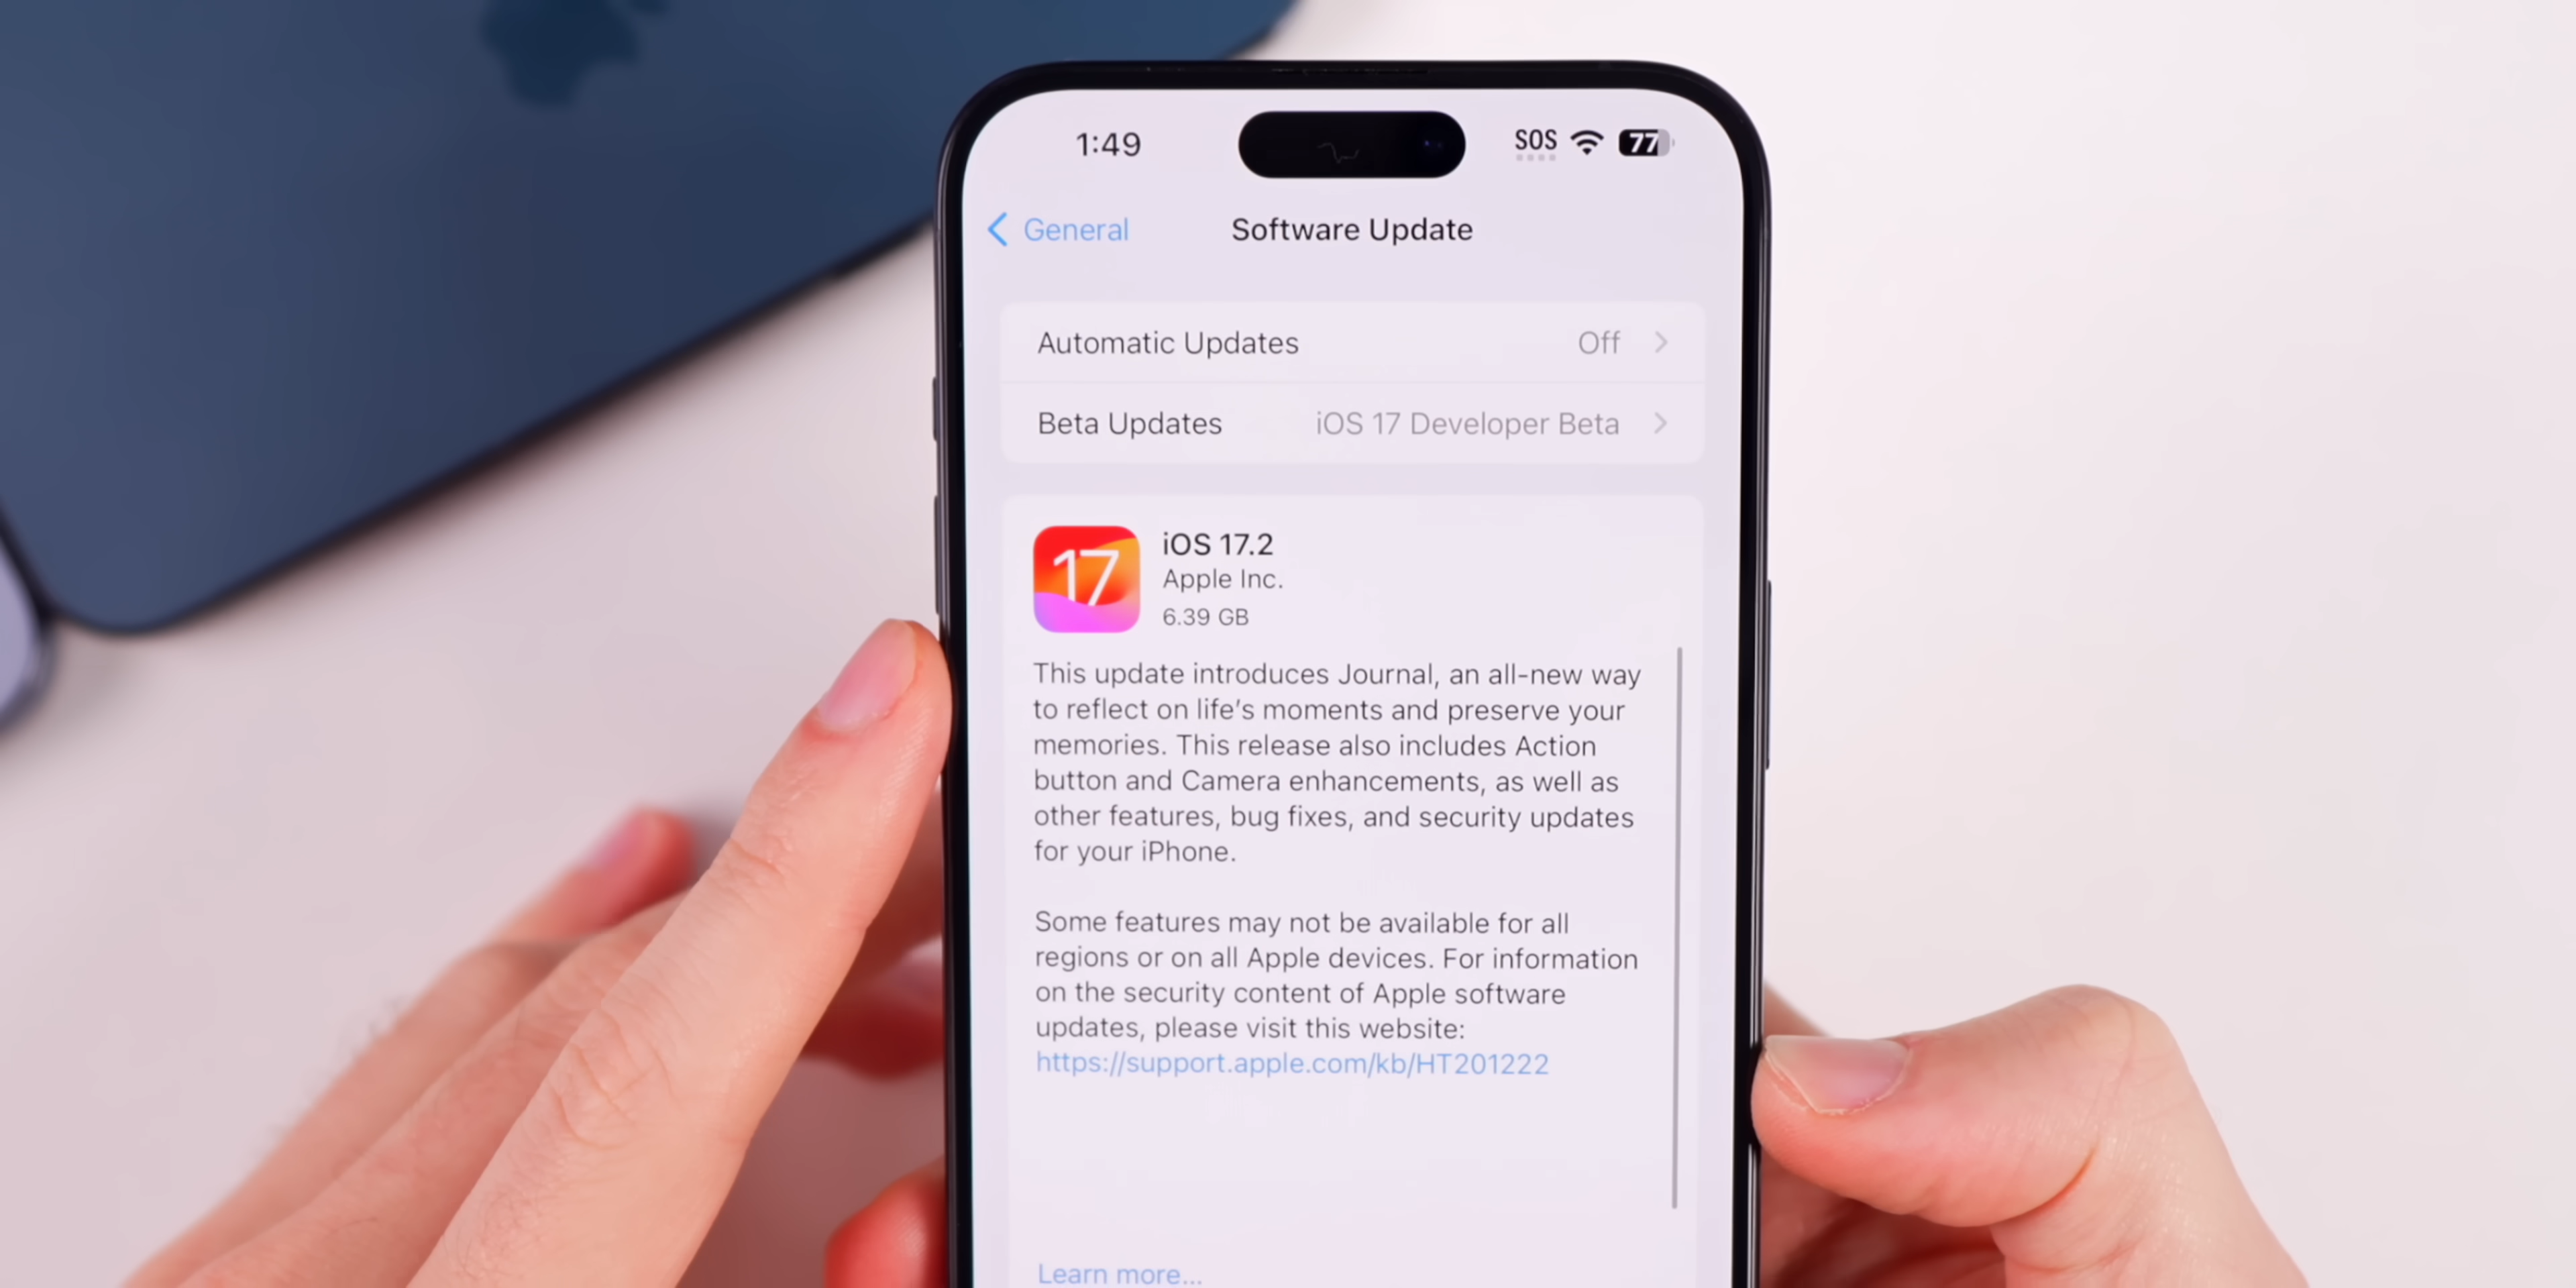 1:49 SOS 77
General Software Update
Automatic Updates Off
Beta Updates iOS 17 Developer Beta
17
iOS 17.2
Apple Inc.
6.39 GB
This update introduces Journal, an all-new way
to reflect on life’s moments and preserve your
memories. This release also includes Action
button and Camera enhancements, as well as
other features, bug fixes, and security updates
for your iPhone.
Some features may not be available for all
regions or on all Apple devices. For information
on the security content of Apple software
updates, please visit this website:
https://support.apple.com/kb/HT201222
Learn more...